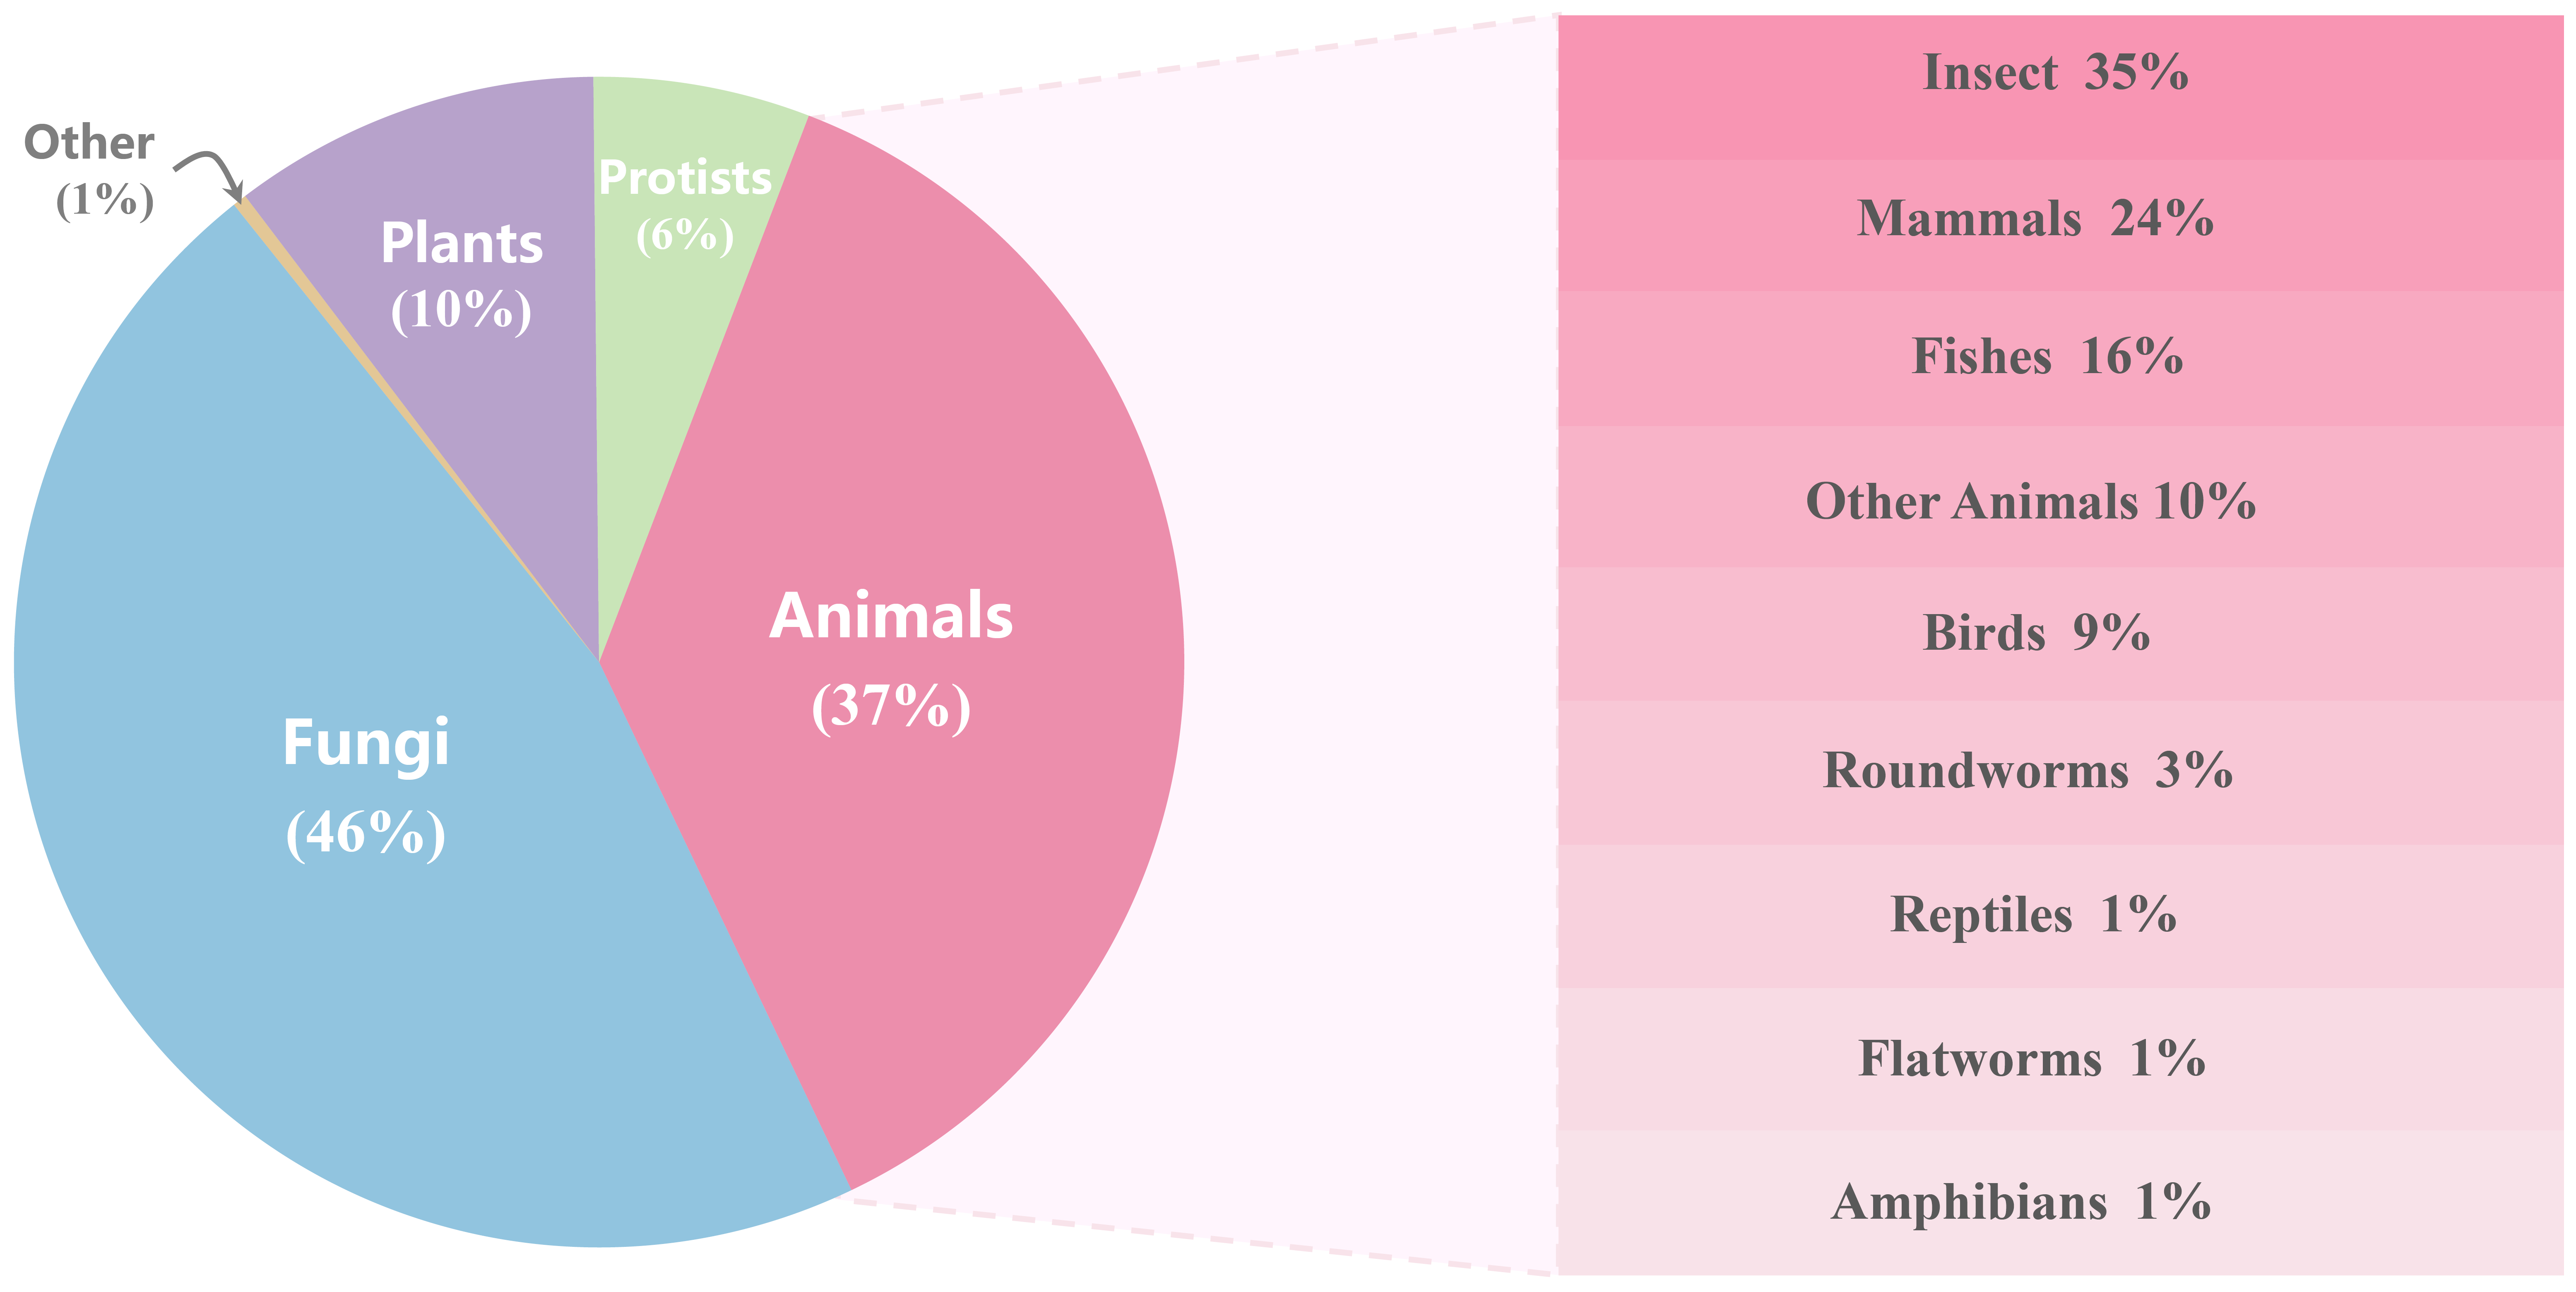 Other
(1%)
Plants
(10%)
Protists
(6%)
Animals
(37%)
Fungi
(46%)
Insect 35%
Mammals 24%
Fishes 16%
Other Animals 10%
Birds 9%
Roundworms 3%
Reptiles 1%
Flatworms 1%
Amphibians 1%